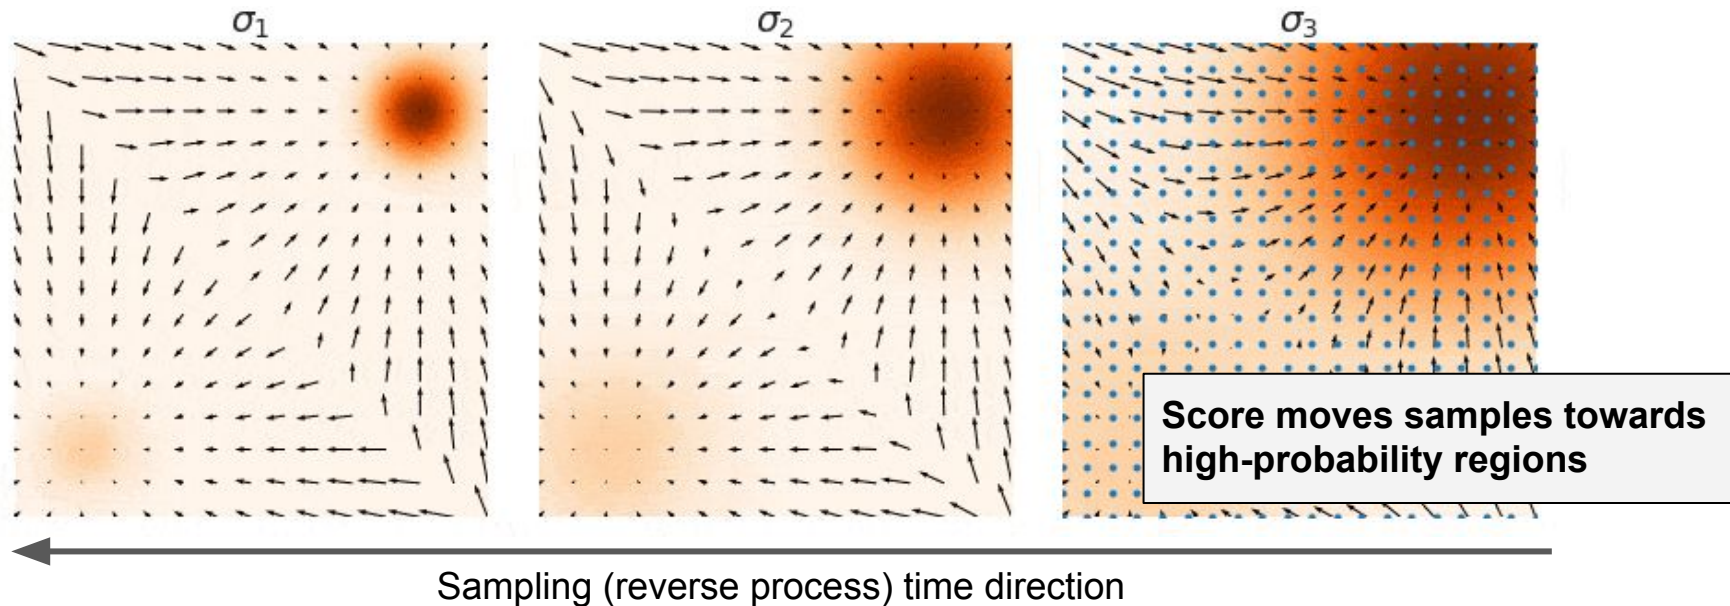 σ₁
σ₂
σ₃
Score moves samples towards
high-probability regions
Sampling (reverse process) time direction